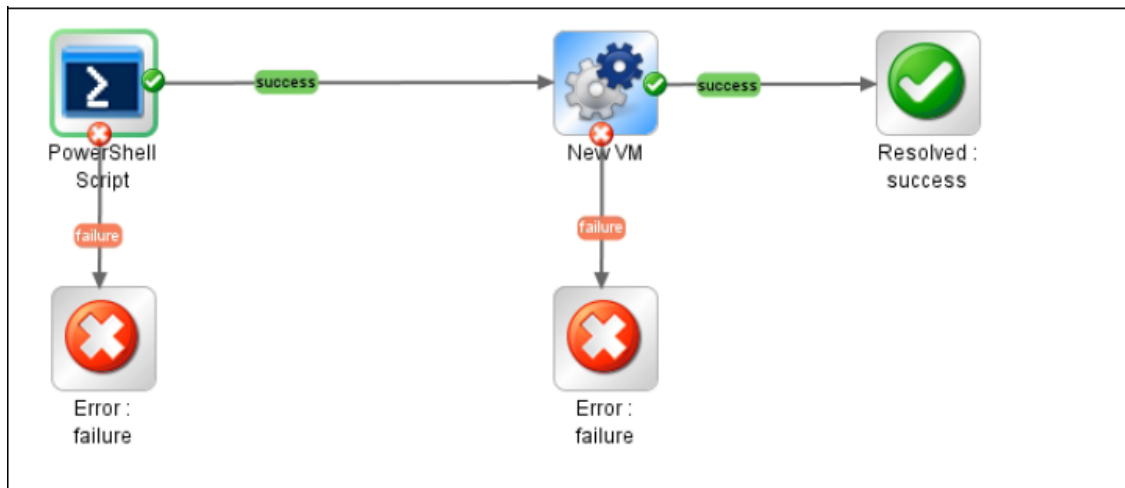 success
success
PowerShell
Script
New VM
Resolved :
success
failure
failure
Error :
failure
Error :
failure